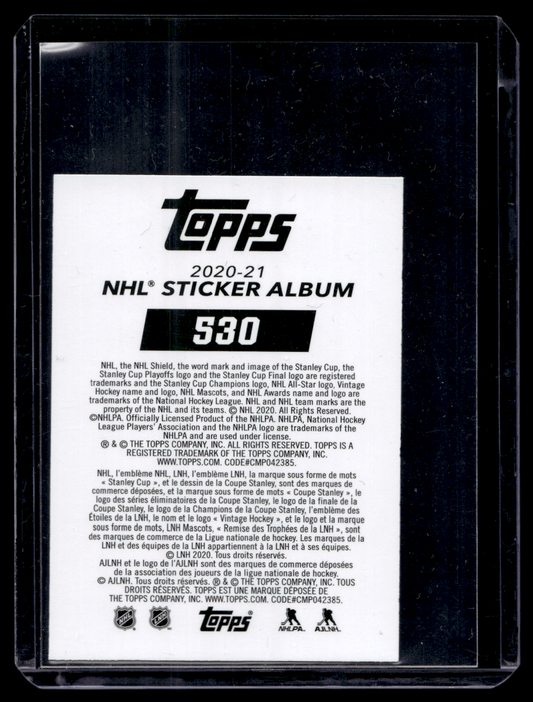 Topps
2020-21
NHL® STICKER ALBUM
530
NHL, the NHL Shield, the word mark and image of the Stanley Cup, the
Stanley Cup Playoffs logo and the Stanley Cup Final logo are registered
trademarks and the Stanley Cup Champions logo, NHL All-Star logo, Vintage
Hockey name and logo, NHL Mascots, and NHL Awards name and logo are
trademarks of the National Hockey League. NHL and NHL team marks are the
property of the NHL and its teams. © NHL 2020. All Rights Reserved.
©NHLPA. Officially Licensed Product of the NHLPA. NHLPA, National Hockey
League Players' Association and the NHLPA logo are trademarks of the
NHLPA and are used under license.
® & © THE TOPPS COMPANY, INC. ALL RIGHTS RESERVED. TOPPS IS A
REGISTERED TRADEMARK OF THE TOPPS COMPANY, INC.
WWW.TOPPS.COM. CODE#CMP042385.
NHL, l'emblème NHL, LNH, l'emblème LNH, la marque sous forme de mots
« Stanley Cup », et le dessin de la Coupe Stanley, sont des marques de
commerce déposées, et la marque sous forme de mots « Coupe Stanley », le
logo des séries éliminatoires de la Coupe Stanley, le logo de la finale de la
Coupe Stanley, le logo de la Champions de la Coupe Stanley, l'emblème des
Étoiles de la LNH, le nom et le logo « Vintage Hockey », et le logo et la marque
sous forme de mots, LNH Mascots, « Remise des Trophées de la LNH », sont
des marques de commerce de la Ligue nationale de hockey. Les marques de la
LNH et des équipes de la LNH appartiennent à la LNH et à ses équipes.
© LNH 2020. Tous droits réservés.
AJLNH et le logo de l'AJLNH sont des marques de commerce déposées
de la association des joueurs de la ligue nationale de hockey.
© AJLNH. Tous droits réservés. ® & © THE TOPPS COMPANY, INC. TOUS
DROITS RÉSERVÉS. TOPPS EST UNE MARQUE DÉPOSÉE DE
THE TOPPS COMPANY, INC. WWW.TOPPS.COM. CODE#CMP042385.
NHL LNH Topps® NHLPA. AJLNH.